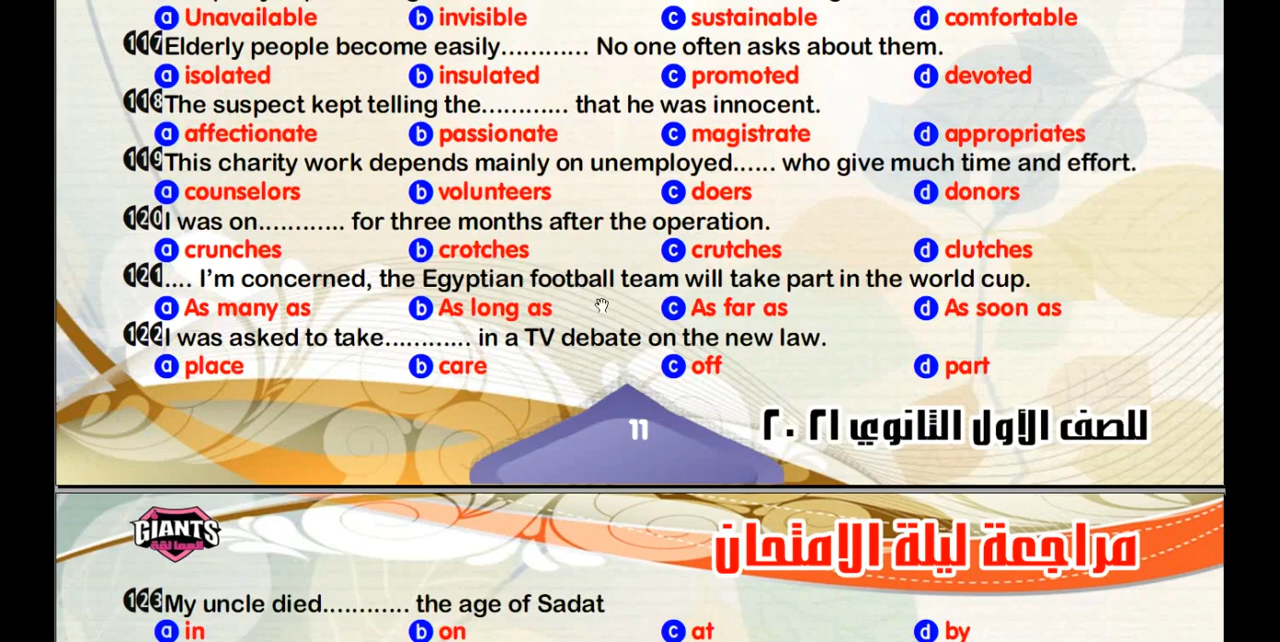 a Unavailable b invisible c sustainable d comfortable
117 Elderly people become easily............ No one often asks about them.
a isolated b insulated c promoted d devoted
118 The suspect kept telling the............ that he was innocent.
a affectionate b passionate c magistrate d appropriates
119 This charity work depends mainly on unemployed...... who give much time and effort.
a counselors b volunteers c doers d donors
120 I was on............ for three months after the operation.
a crunches b crotches c crutches d clutches
121 .... I'm concerned, the Egyptian football team will take part in the world cup.
a As many as b As long as c As far as d As soon as
122 I was asked to take............ in a TV debate on the new law.
a place b care c off d part
11
للصف الأول الثانوي ٢٠٢١
GIANTS
العمالقة
مراجعة ليلة الامتحان
123 My uncle died............ the age of Sadat
a in b on c at d by